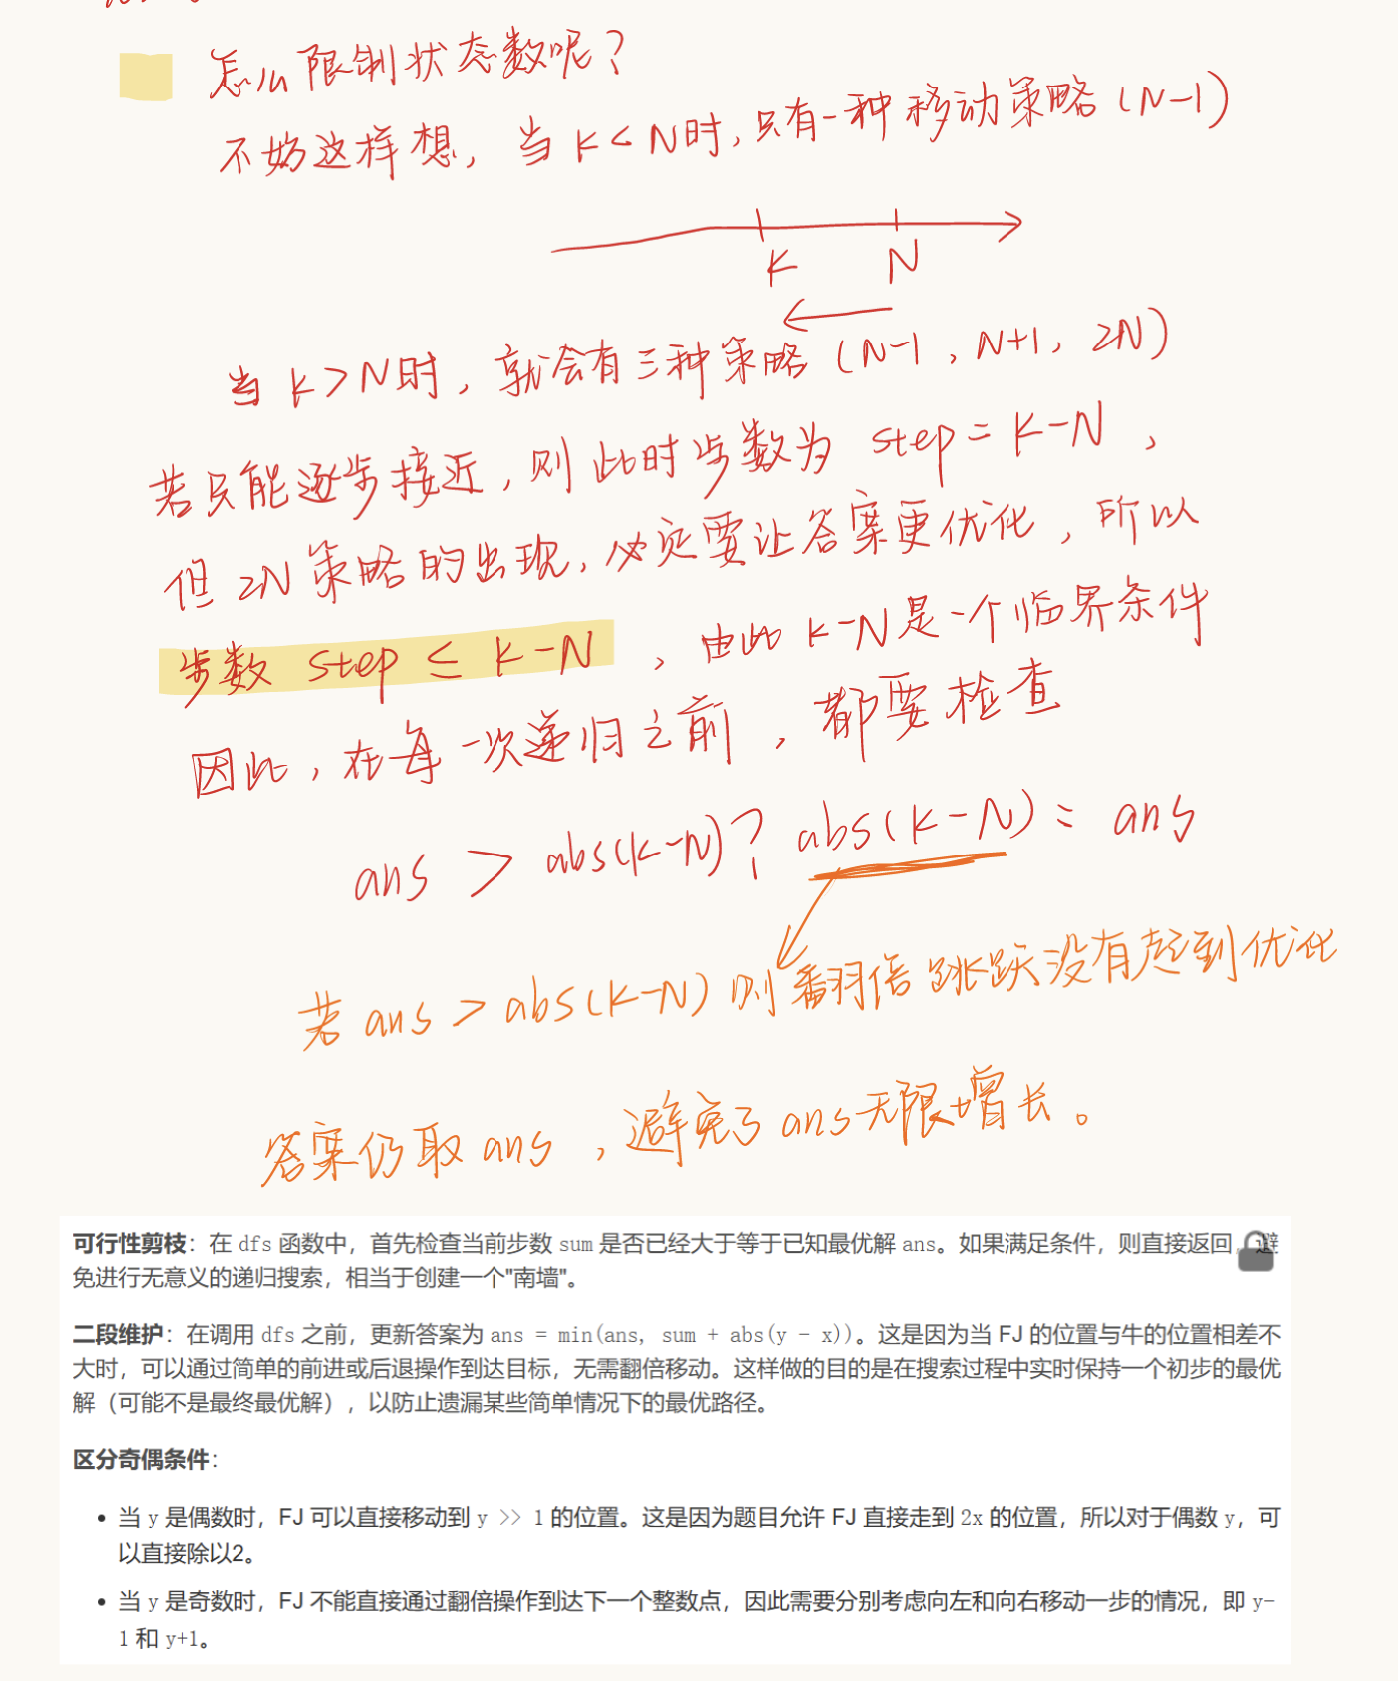 怎么限制状态数呢?
不妨这样想, 当 K < N时, 只有一种移动策略 (N-1)
K N
当 K > N时, 就会有三种策略 (N-1, N+1, 2N)
若只能逐步接近, 则此时步数为 step = K-N,
但 2N 策略的出现, 必定要让答案更优化, 所以
步数 step ≤ K-N, 由此 K-N 是一个临界条件
因此, 在每一次递归之前, 都要检查
ans > abs(K-N)? abs(K-N) = ans
若 ans > abs(K-N) 则翻倍跳跃没有起到优化
答案仍取 ans, 避免了 ans 无限增长。
可行性剪枝：在 dfs 函数中，首先检查当前步数 sum 是否已经大于等于已知最优解 ans。如果满足条件，则直接返回，避
免进行无意义的递归搜索，相当于创建一个"南墙"。
二段维护：在调用 dfs 之前，更新答案为 ans = min(ans, sum + abs(y - x))。这是因为当 FJ 的位置与牛的位置相差不
大时，可以通过简单的前进或后退操作到达目标，无需翻倍移动。这样做的目的是在搜索过程中实时保持一个初步的最优
解（可能不是最终最优解），以防止遗漏某些简单情况下的最优路径。
区分奇偶条件：
• 当 y 是偶数时，FJ 可以直接移动到 y >> 1 的位置。这是因为题目允许 FJ 直接走到 2x 的位置，所以对于偶数 y，可
以直接除以2。
• 当 y 是奇数时，FJ 不能直接通过翻倍操作到达下一个整数点，因此需要分别考虑向左和向右移动一步的情况，即 y-
1 和 y+1。